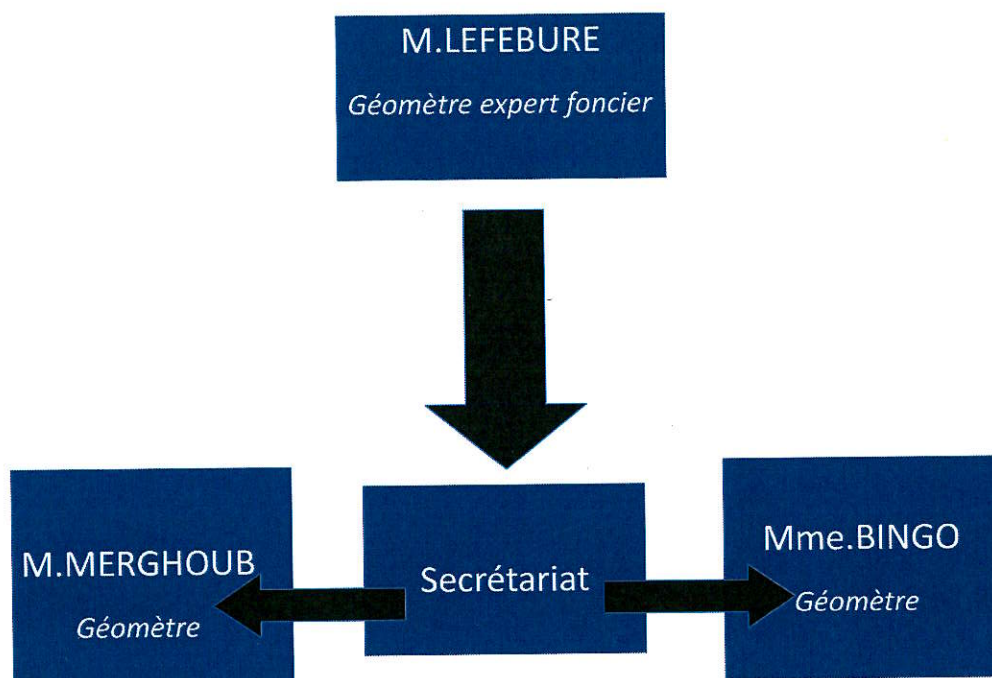 M.LEFEBURE
Géomètre expert foncier
M.MERGHOUB
Géomètre
Secrétariat
Mme.BINGO
Géomètre